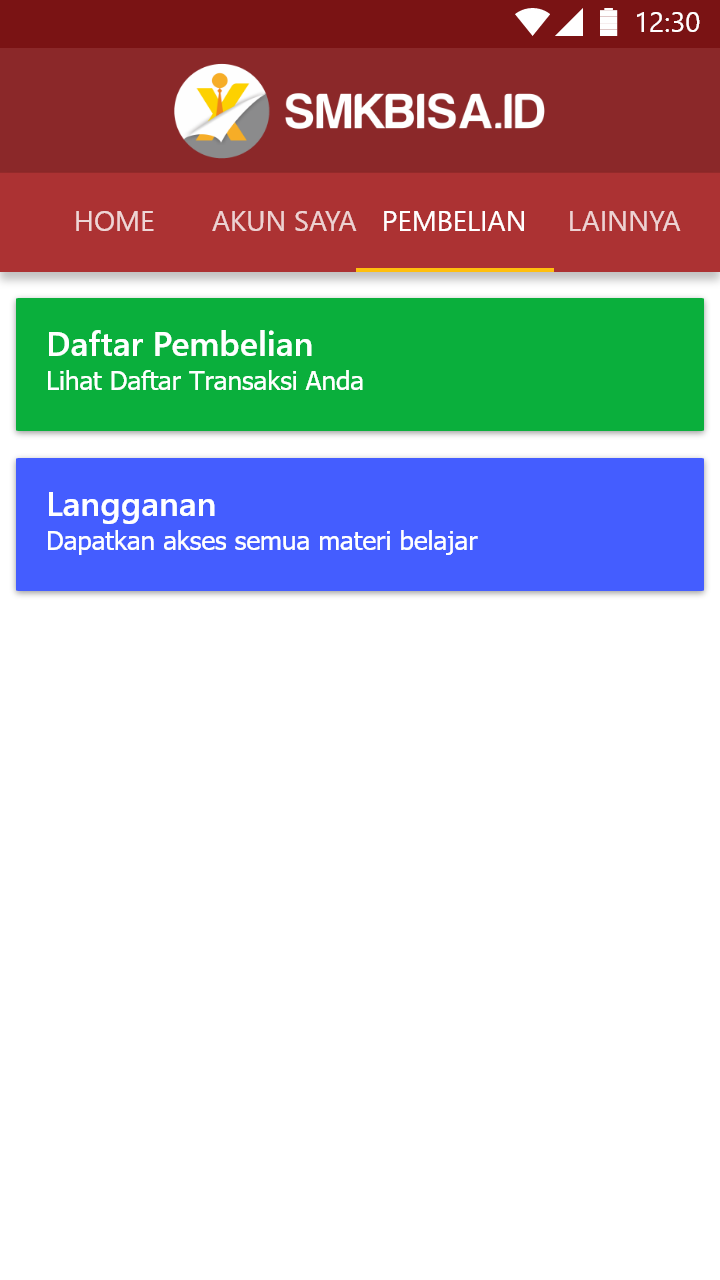 12:30
SMKBISA.ID
HOME AKUN SAYA PEMBELIAN LAINNYA
Daftar Pembelian
Lihat Daftar Transaksi Anda
Langganan
Dapatkan akses semua materi belajar